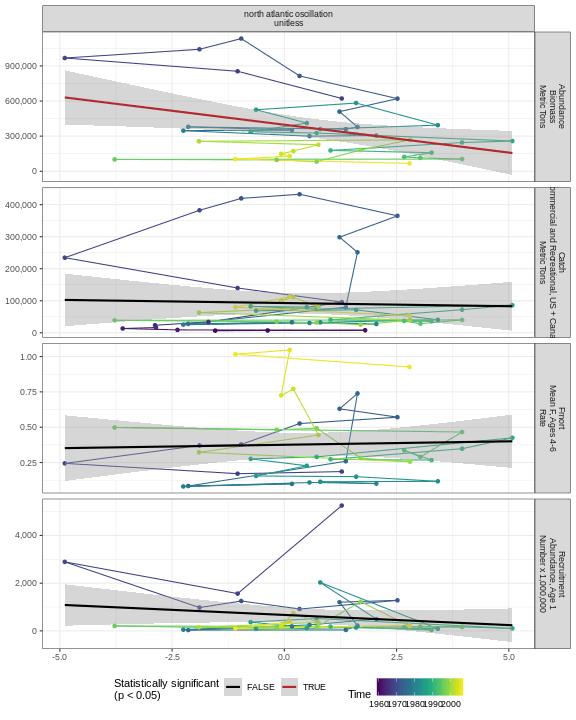 north atlantic oscillation
unitless
900,000
600,000
300,000
0
Abundance
Biomass
Metric Tons
400,000
300,000
200,000
100,000
0
Catch
ommercial and Recreational, US + Cana
Metric Tons
1.00
0.75
0.50
0.25
Fmort
Mean F, Ages 4-6
Rate
4,000
2,000
0
Recruitment
Abundance, Age 1
Number x 1,000,000
-5.0
-2.5
0.0
2.5
5.0
Statistically significant
(p < 0.05)
FALSE
TRUE
Time
1960 1970 1980 1990 2000